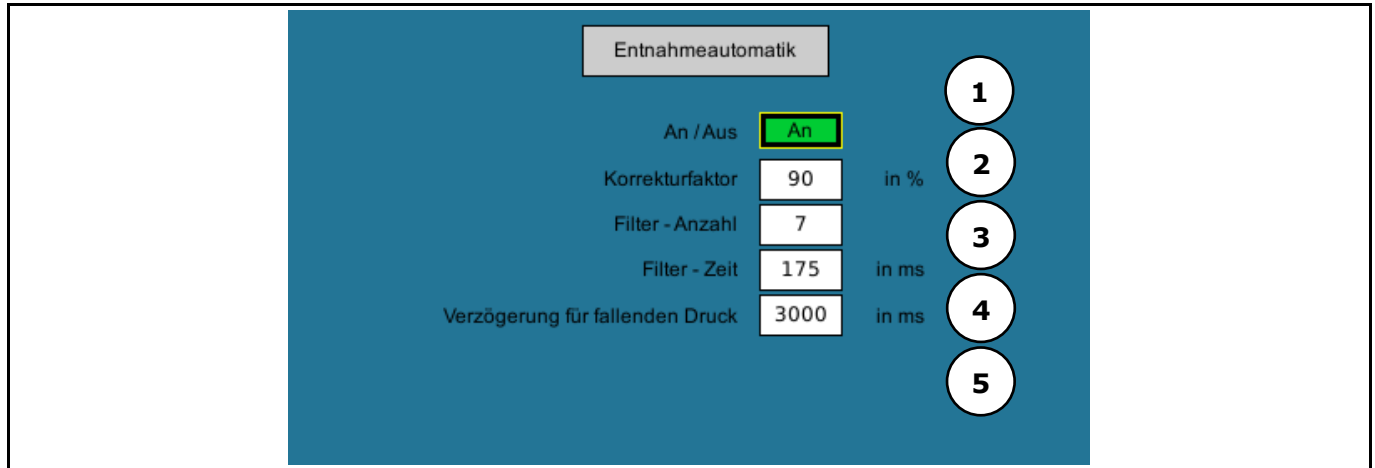 Entnahmeautomatik
1
An / Aus An
2
Korrekturfaktor 90 in %
Filter - Anzahl 7
3
Filter - Zeit 175 in ms
4
Verzögerung für fallenden Druck 3000 in ms
5